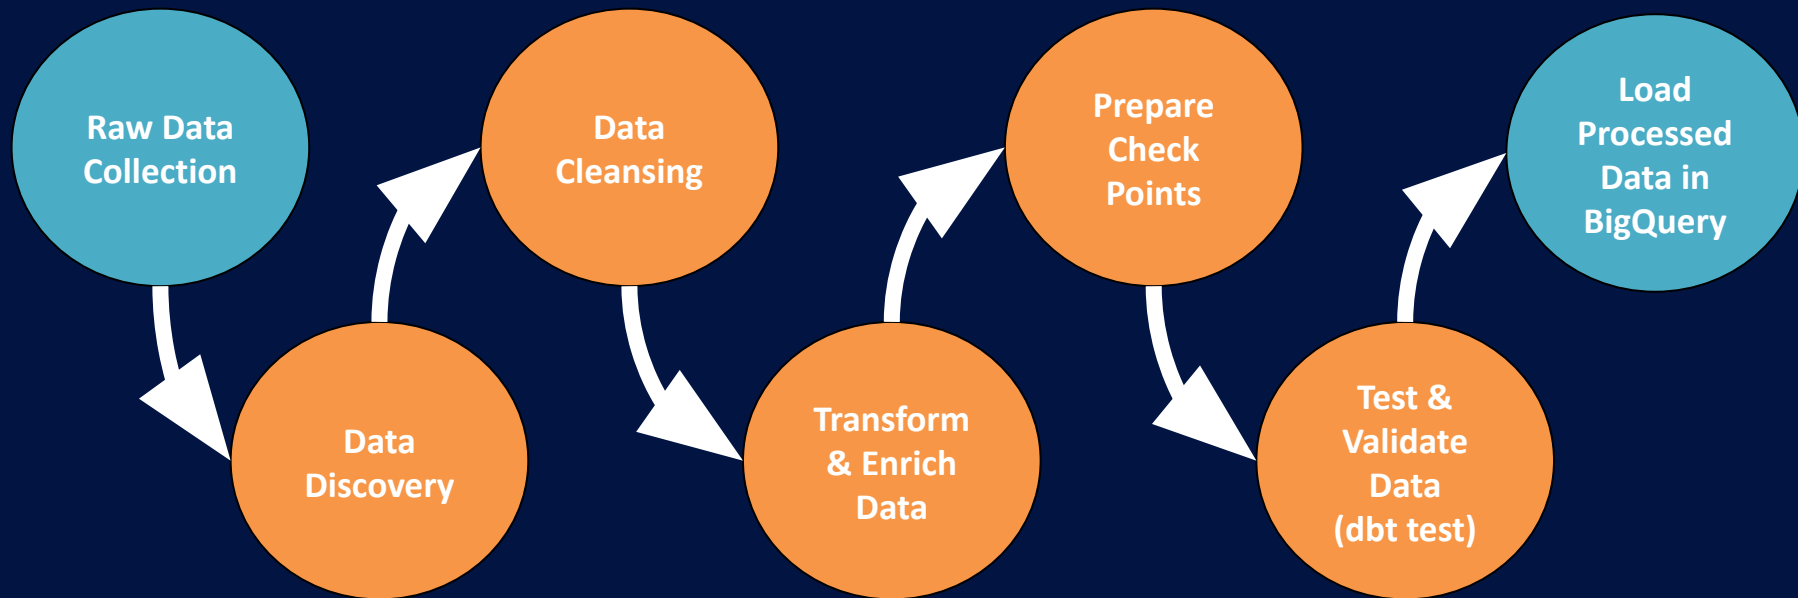 Raw Data
Collection
Data
Discovery
Data
Cleansing
Transform
& Enrich
Data
Prepare
Check
Points
Test &
Validate
Data
(dbt test)
Load
Processed
Data in
BigQuery